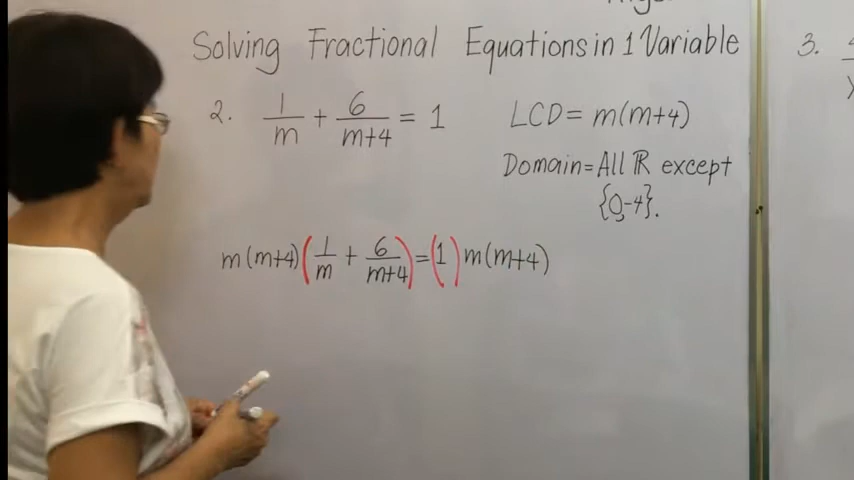 Solving Fractional Equations in 1 Variable
2. 1/m + 6/(m+4) = 1
LCD = m(m+4)
Domain = All ℝ except
{0,-4}.
m(m+4)(1/m + 6/(m+4)) = (1) m(m+4)
3.